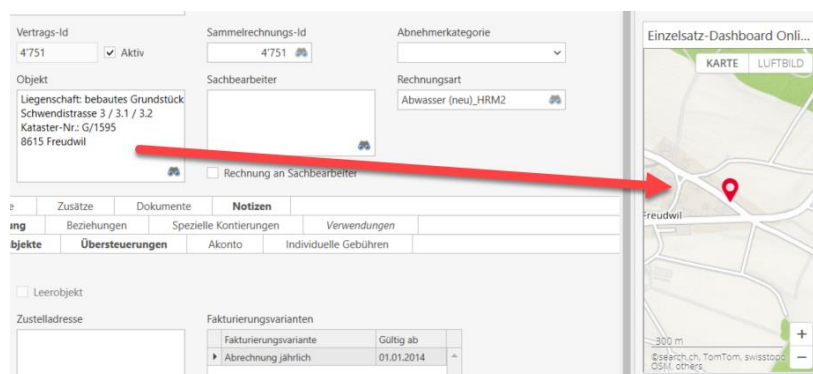 Vertrags-Id
Sammelrechnungs-Id
Abnehmerkategorie
4'751
Aktiv
4'751
Objekt
Sachbearbeiter
Rechnungsart
Liegenschaft: bebautes Grundstück
Schwendistrasse 3 / 3.1 / 3.2
Kataster-Nr.: G/1595
8615 Freudwil
Abwasser (neu)_HRM2
Rechnung an Sachbearbeiter
e Zusätze Dokumente Notizen
ung Beziehungen Spezielle Kontierungen Verwendungen
bjekte Übersteuerungen Akonto Individuelle Gebühren
Leerobjekt
Zustelladresse
Fakturierungsvarianten
Fakturierungsvariante Gültig ab
Abrechnung jährlich 01.01.2014
Einzelsatz-Dashboard Onli...
KARTE LUFTBILD
Freudwil
300 m
+
−
©search.ch, TomTom, swisstopo
OSM, others